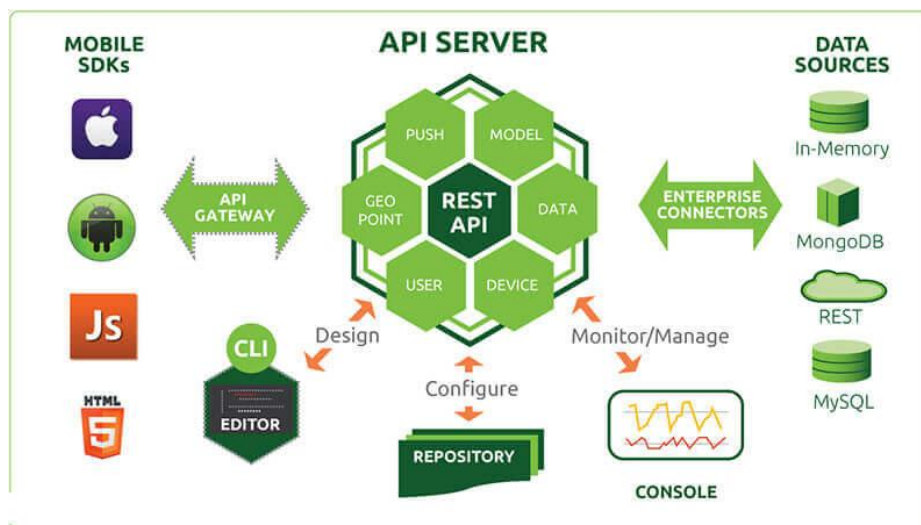 MOBILE
SDKs
API SERVER
DATA
SOURCES
PUSH
MODEL
GEO
POINT
REST
API
DATA
USER
DEVICE
API
GATEWAY
ENTERPRISE
CONNECTORS
In-Memory
MongoDB
REST
MySQL
JS
HTML
5
Design
CLI
EDITOR
Configure
REPOSITORY
Monitor/Manage
CONSOLE